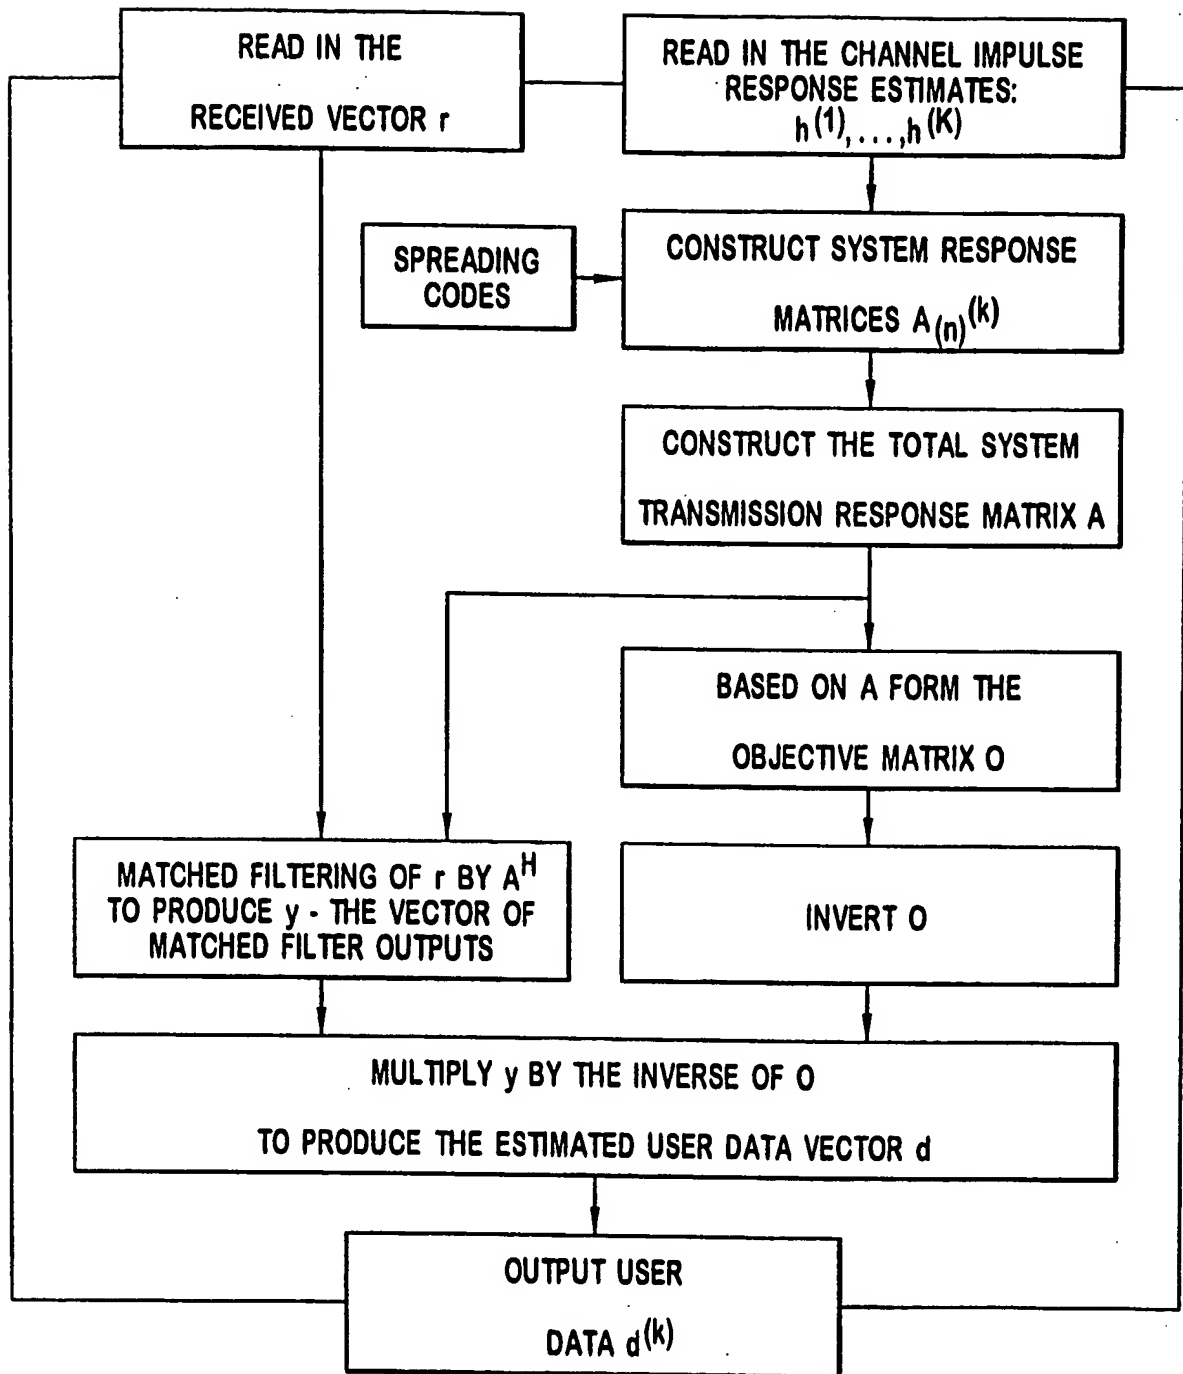 READ IN THE
RECEIVED VECTOR r
READ IN THE CHANNEL IMPULSE
RESPONSE ESTIMATES:
h(1),...,h(K)
SPREADING
CODES
CONSTRUCT SYSTEM RESPONSE
MATRICES A(n)(k)
CONSTRUCT THE TOTAL SYSTEM
TRANSMISSION RESPONSE MATRIX A
BASED ON A FORM THE
OBJECTIVE MATRIX O
MATCHED FILTERING OF r BY AH
TO PRODUCE y - THE VECTOR OF
MATCHED FILTER OUTPUTS
INVERT O
MULTIPLY y BY THE INVERSE OF O
TO PRODUCE THE ESTIMATED USER DATA VECTOR d
OUTPUT USER
DATA d(k)